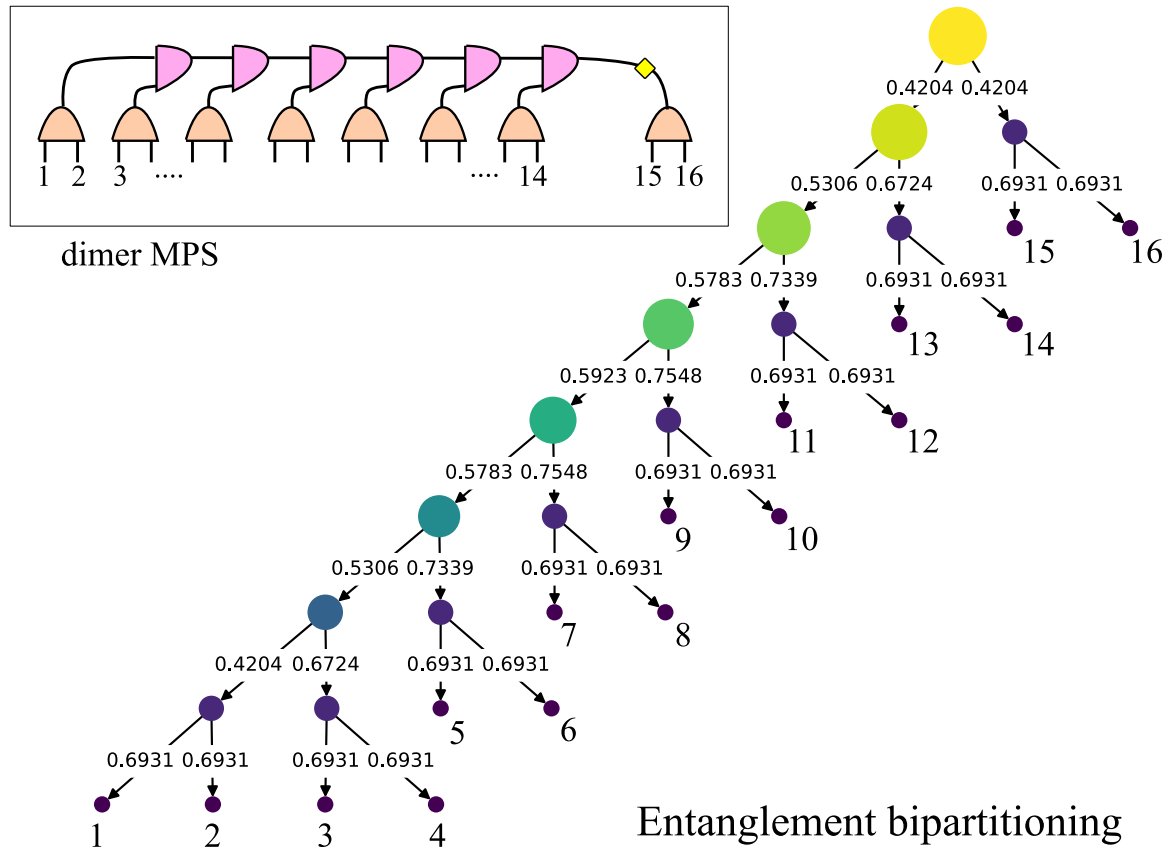 1 2 3 .... .... 14 15 16
dimer MPS
0.4204 0.4204
0.5306 0.6724 0.6931 0.6931
15 16
0.5783 0.7339 0.6931 0.6931
13 14
0.5923 0.7548 0.6931 0.6931
11 12
0.5783 0.7548 0.6931 0.6931
9 10
0.5306 0.7339 0.6931 0.6931
7 8
0.4204 0.6724 0.6931 0.6931
5 6
0.6931 0.6931 0.6931 0.6931
1 2 3 4
Entanglement bipartitioning